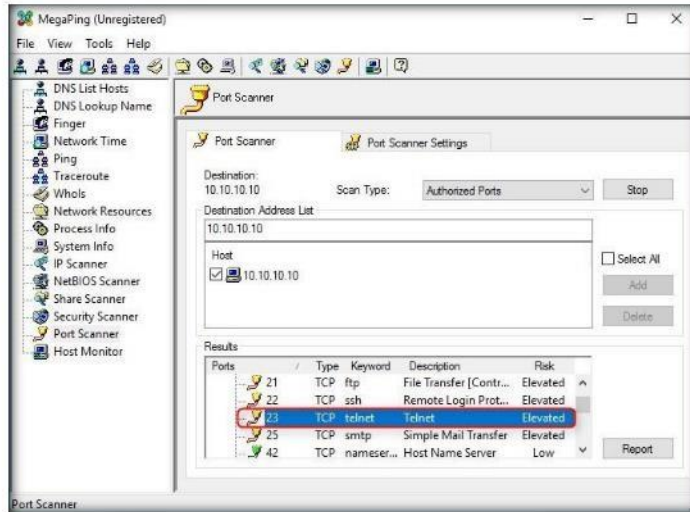 MegaPing (Unregistered)
File View Tools Help
DNS List Hosts
DNS Lookup Name
Finger
Network Time
Ping
Traceroute
Whois
Network Resources
Process Info
System Info
IP Scanner
NetBIOS Scanner
Share Scanner
Security Scanner
Port Scanner
Host Monitor
Port Scanner
Port Scanner
Port Scanner Settings
Destination:
10.10.10.10
Scan Type:
Authorized Ports
Stop
Destination Address List
10.10.10.10
Host
10.10.10.10
Select All
Add
Delete
Results
Ports / Type Keyword Description Risk
21 TCP ftp File Transfer [Contr... Elevated
22 TCP ssh Remote Login Prot... Elevated
23 TCP telnet Telnet Elevated
25 TCP smtp Simple Mail Transfer Elevated
42 TCP nameser... Host Name Server Low
Report
Port Scanner